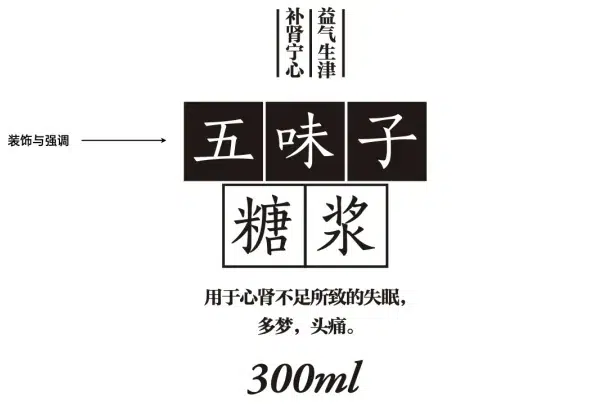 益气生津
补肾宁心
装饰与强调
五味子
糖浆
用于心肾不足所致的失眠，
多梦，头痛。
300ml